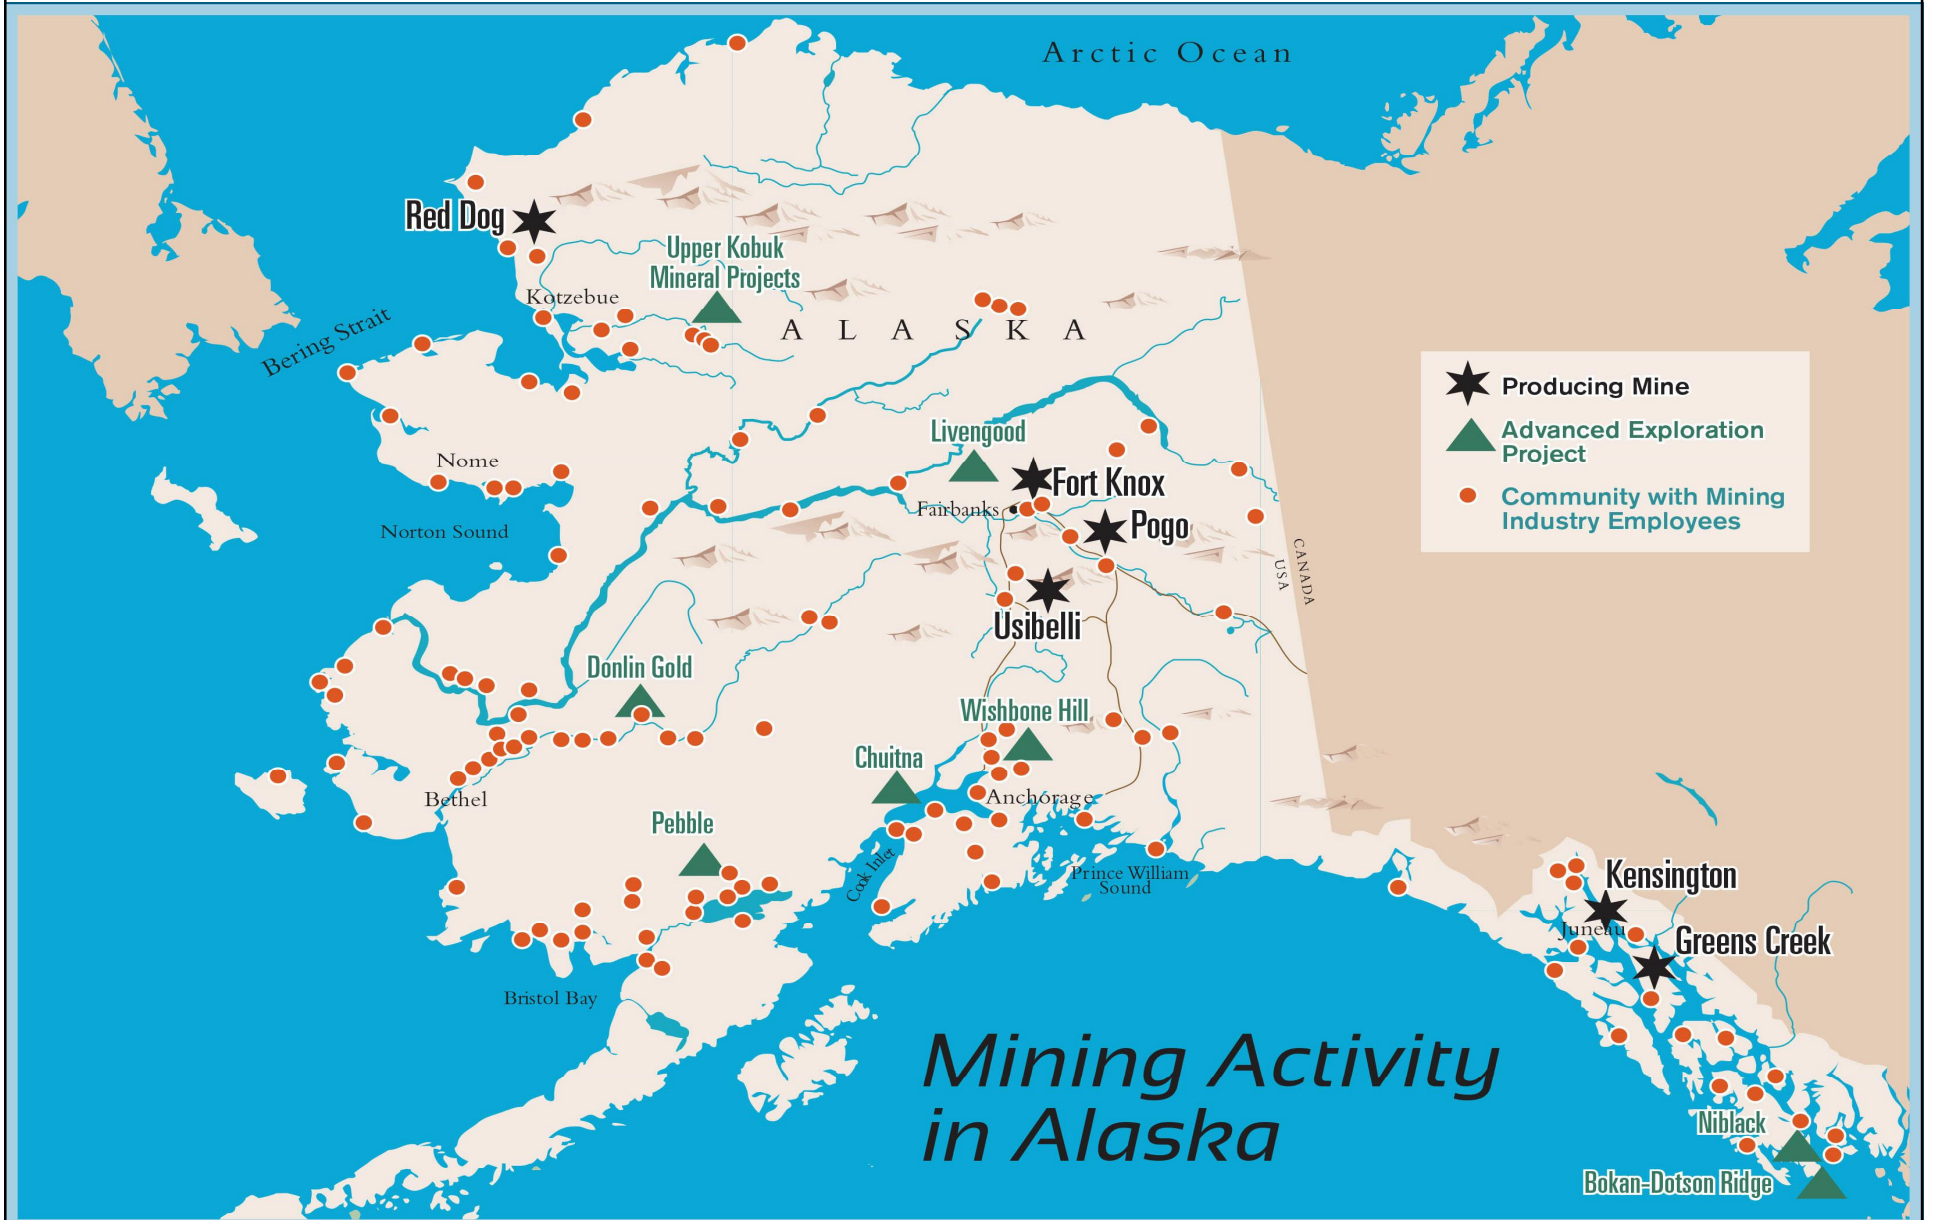 Arctic Ocean
Red Dog
Upper Kobuk
Mineral Projects
Kotzebue
Bering Strait
ALASKA
Producing Mine
Advanced Exploration
Project
Community with Mining
Industry Employees
Livengood
Nome
Fort Knox
Fairbanks
Norton Sound
Pogo
CANADA
USA
Usibelli
Donlin Gold
Wishbone Hill
Chuitna
Anchorage
Bethel
Pebble
Cook Inlet
Prince William
Sound
Kensington
Juneau
Greens Creek
Bristol Bay
Mining Activity
in Alaska
Niblack
Bokan-Dotson Ridge